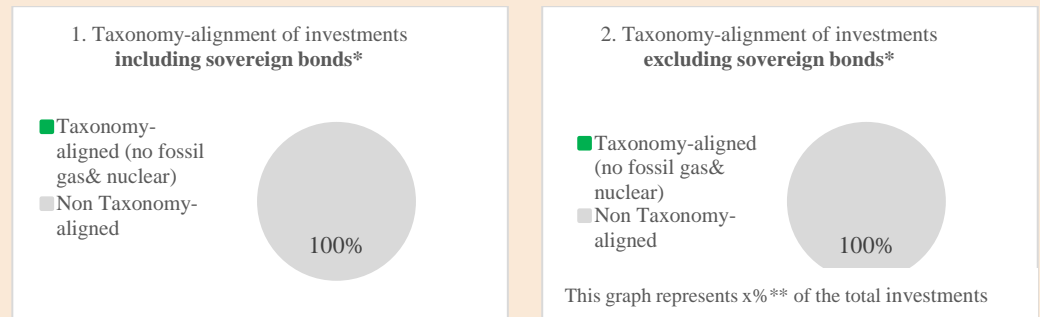 1. Taxonomy-alignment of investments
including sovereign bonds*
Taxonomy-
aligned (no fossil
gas& nuclear)
Non Taxonomy-
aligned
100%
2. Taxonomy-alignment of investments
excluding sovereign bonds*
Taxonomy-aligned
(no fossil gas&
nuclear)
Non Taxonomy-
aligned
100%
This graph represents x%** of the total investments